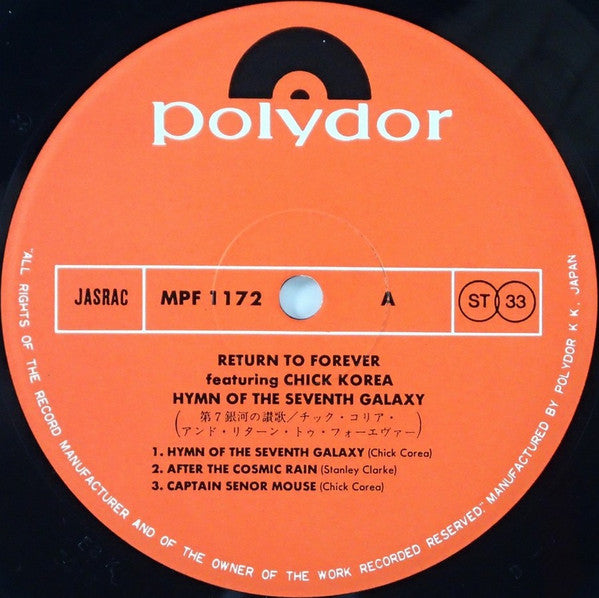 polydor
JASRAC
MPF 1172
A
ST 33
RETURN TO FOREVER
featuring CHICK KOREA
HYMN OF THE SEVENTH GALAXY
(第7銀河の讃歌/チック・コリア・
アンド・リターン・トゥ・フォーエヴァー)
1. HYMN OF THE SEVENTH GALAXY (Chick Corea)
2. AFTER THE COSMIC RAIN (Stanley Clarke)
3. CAPTAIN SENOR MOUSE (Chick Corea)
"ALL RIGHTS OF THE RECORD MANUFACTURER AND OF THE OWNER OF THE WORK RECORDED RESERVED." MANUFACTURED BY POLYDOR K.K. JAPAN